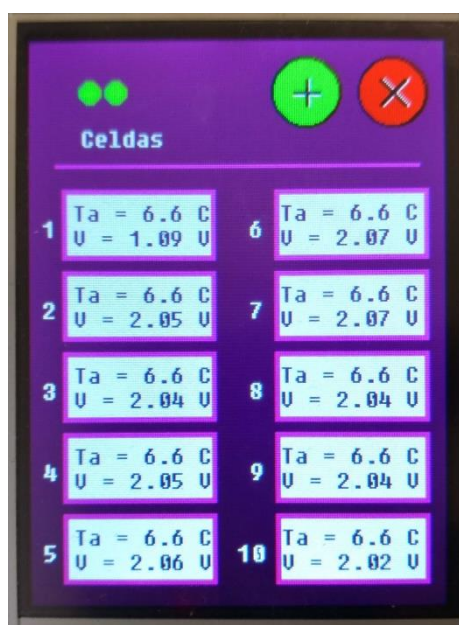 Celdas
1 Ta = 6.6 C
V = 1.09 V
2 Ta = 6.6 C
V = 2.05 V
3 Ta = 6.6 C
V = 2.04 V
4 Ta = 6.6 C
V = 2.05 V
5 Ta = 6.6 C
V = 2.06 V
6 Ta = 6.6 C
V = 2.07 V
7 Ta = 6.6 C
V = 2.07 V
8 Ta = 6.6 C
V = 2.04 V
9 Ta = 6.6 C
V = 2.04 V
10 Ta = 6.6 C
V = 2.02 V